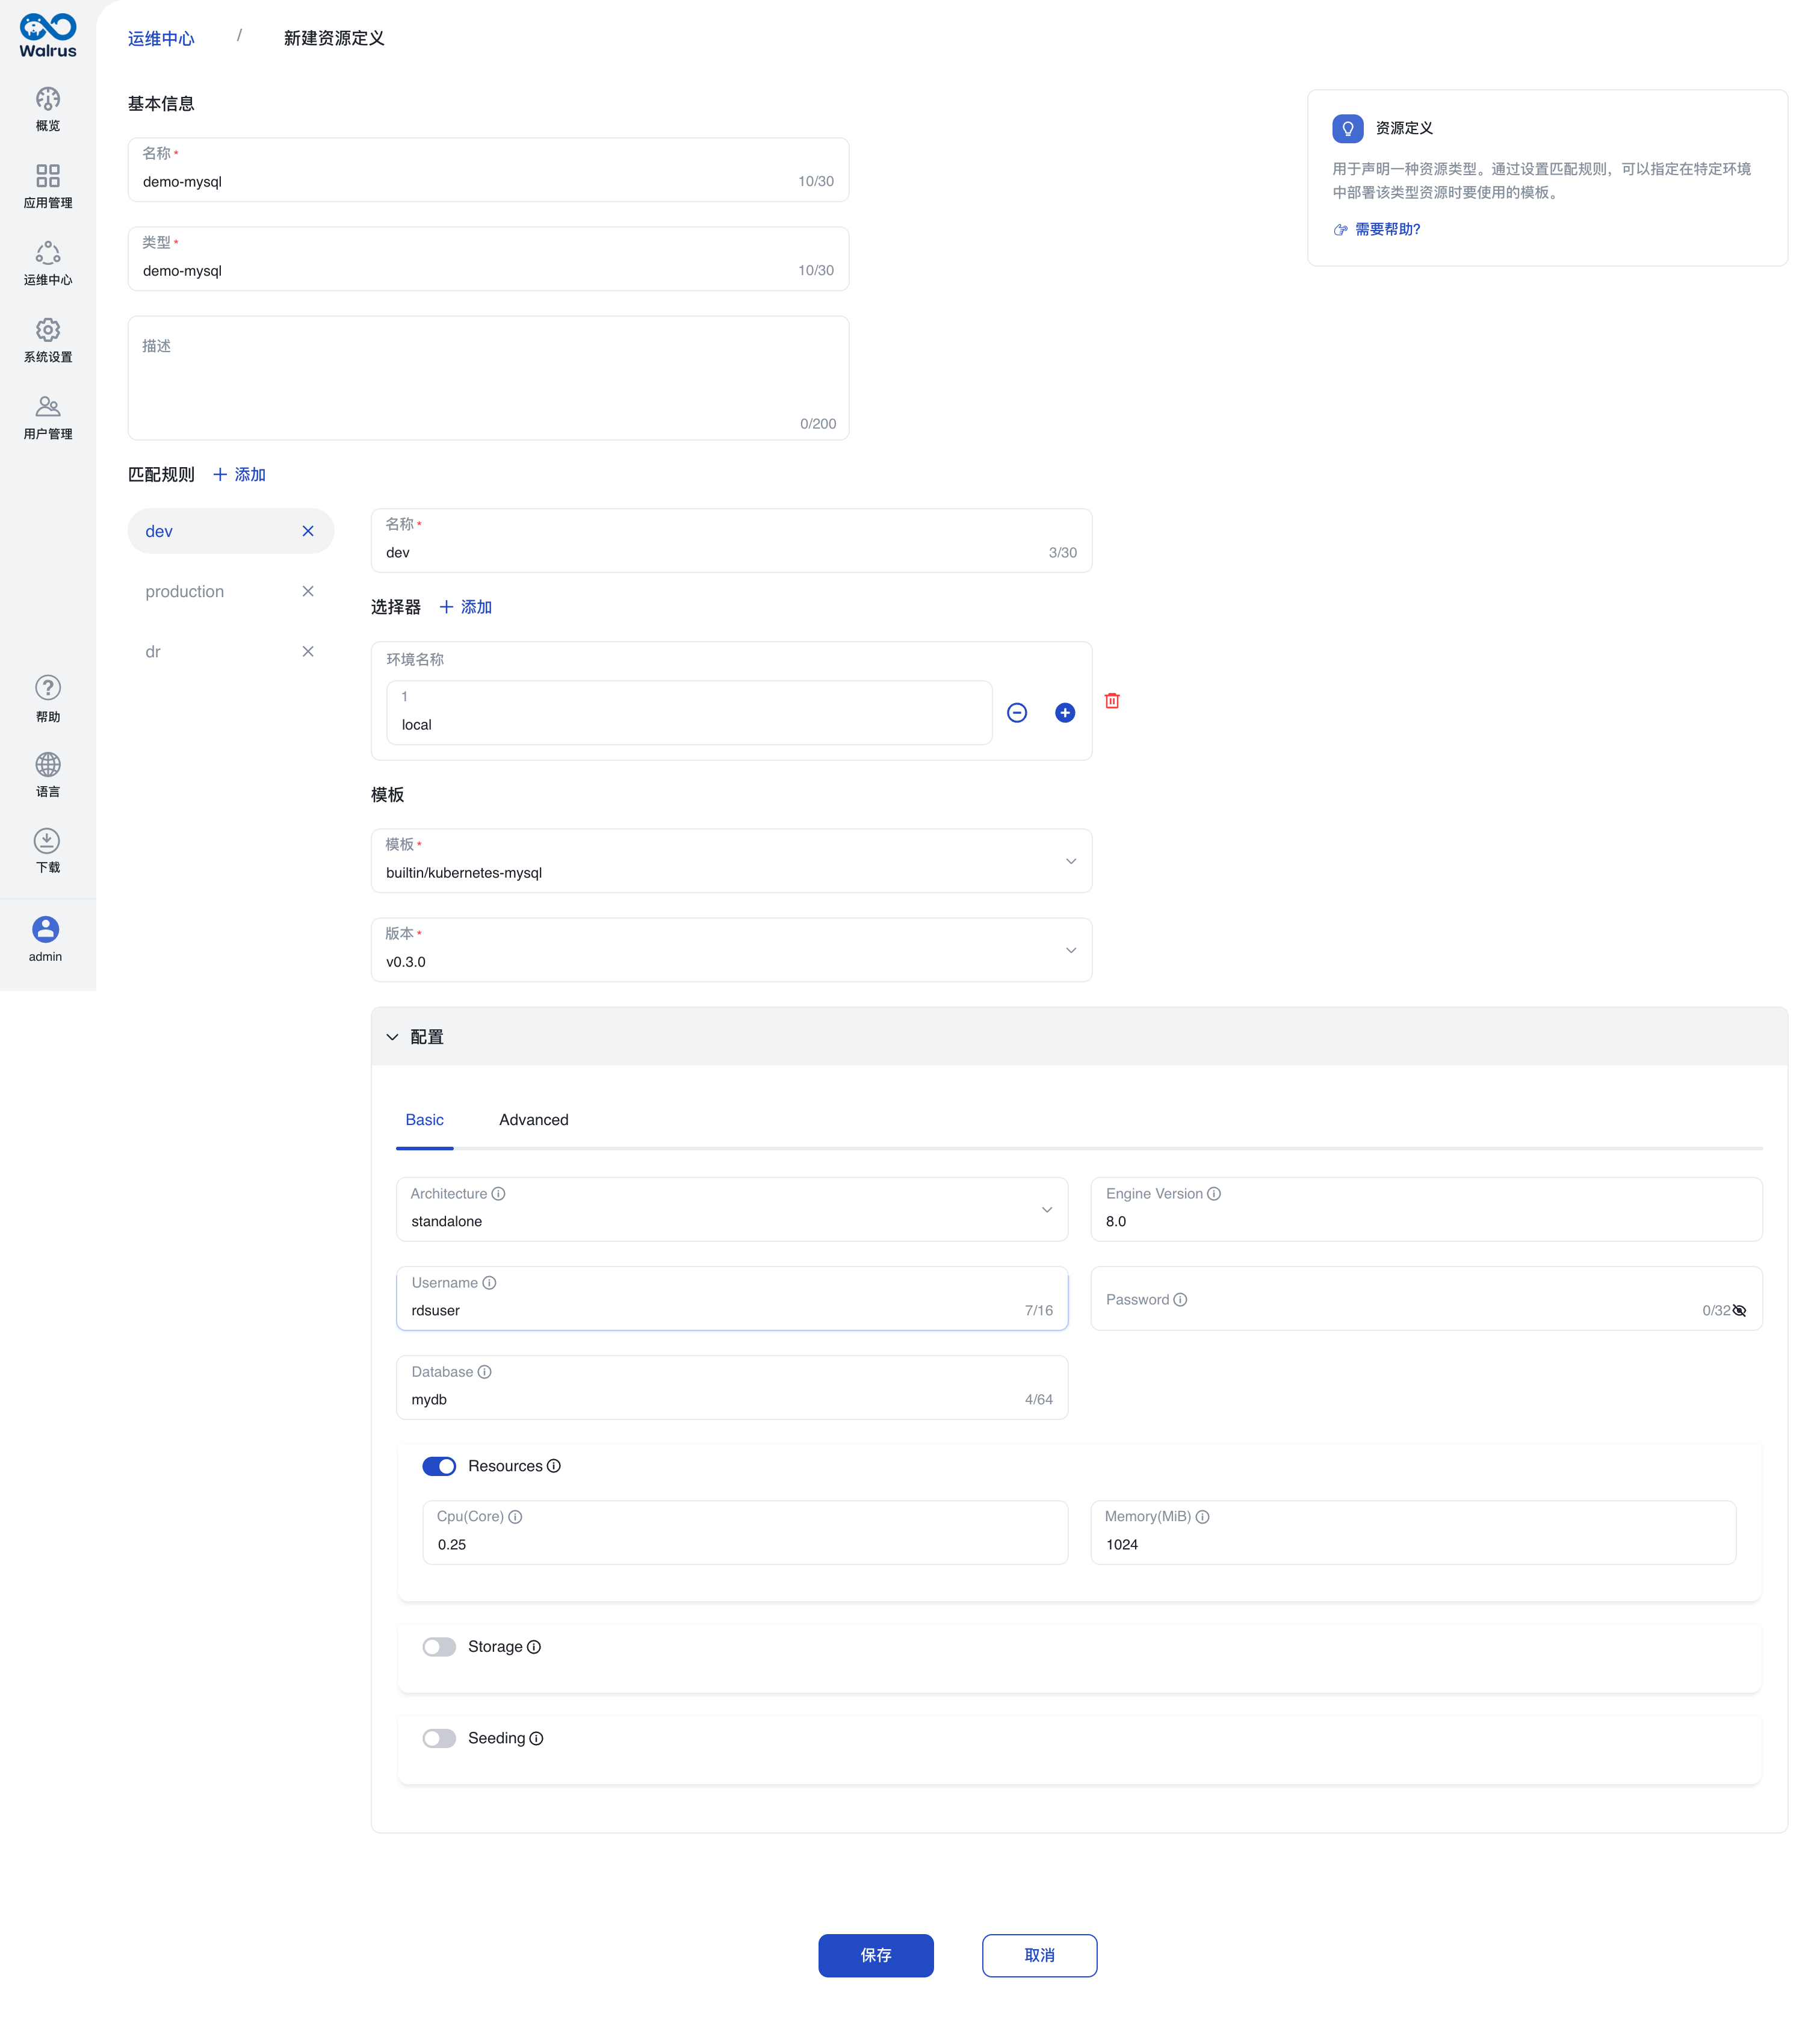 Walrus
概览
应用管理
运维中心
系统设置
用户管理
帮助
语言
下载
admin
运维中心 / 新建资源定义
基本信息
名称 *
demo-mysql 10/30
类型 *
demo-mysql 10/30
描述
0/200
资源定义
用于声明一种资源类型。通过设置匹配规则，可以指定在特定环境
中部署该类型资源时要使用的模板。
需要帮助?
匹配规则 添加
dev
production
dr
名称 *
dev 3/30
选择器 添加
环境名称
1
local
模板
模板 *
builtin/kubernetes-mysql
版本 *
v0.3.0
配置
Basic Advanced
Architecture
standalone
Engine Version
8.0
Username
rdsuser 7/16
Password
0/32
Database
mydb 4/64
Resources
Cpu(Core)
0.25
Memory(MiB)
1024
Storage
Seeding
保存 取消